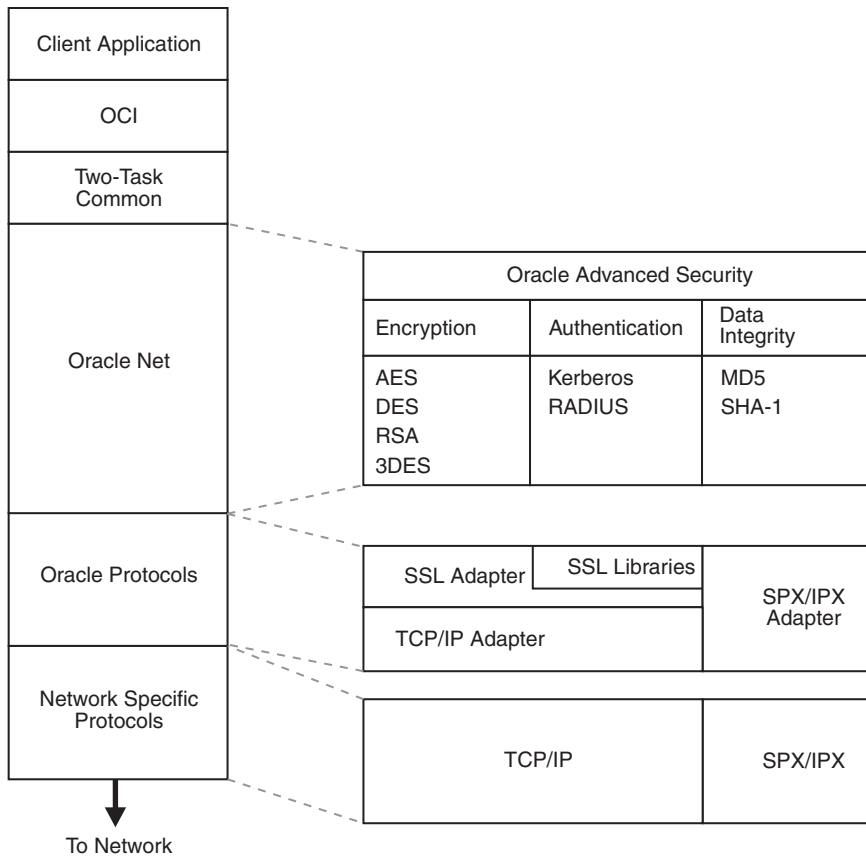 Client Application
OCI
Two-Task
Common
Oracle Net
Oracle Protocols
Network Specific
Protocols
To Network
Oracle Advanced Security
Encryption
Authentication
Data
Integrity
AES
DES
RSA
3DES
Kerberos
RADIUS
MD5
SHA-1
SSL Adapter
SSL Libraries
TCP/IP Adapter
SPX/IPX
Adapter
TCP/IP
SPX/IPX